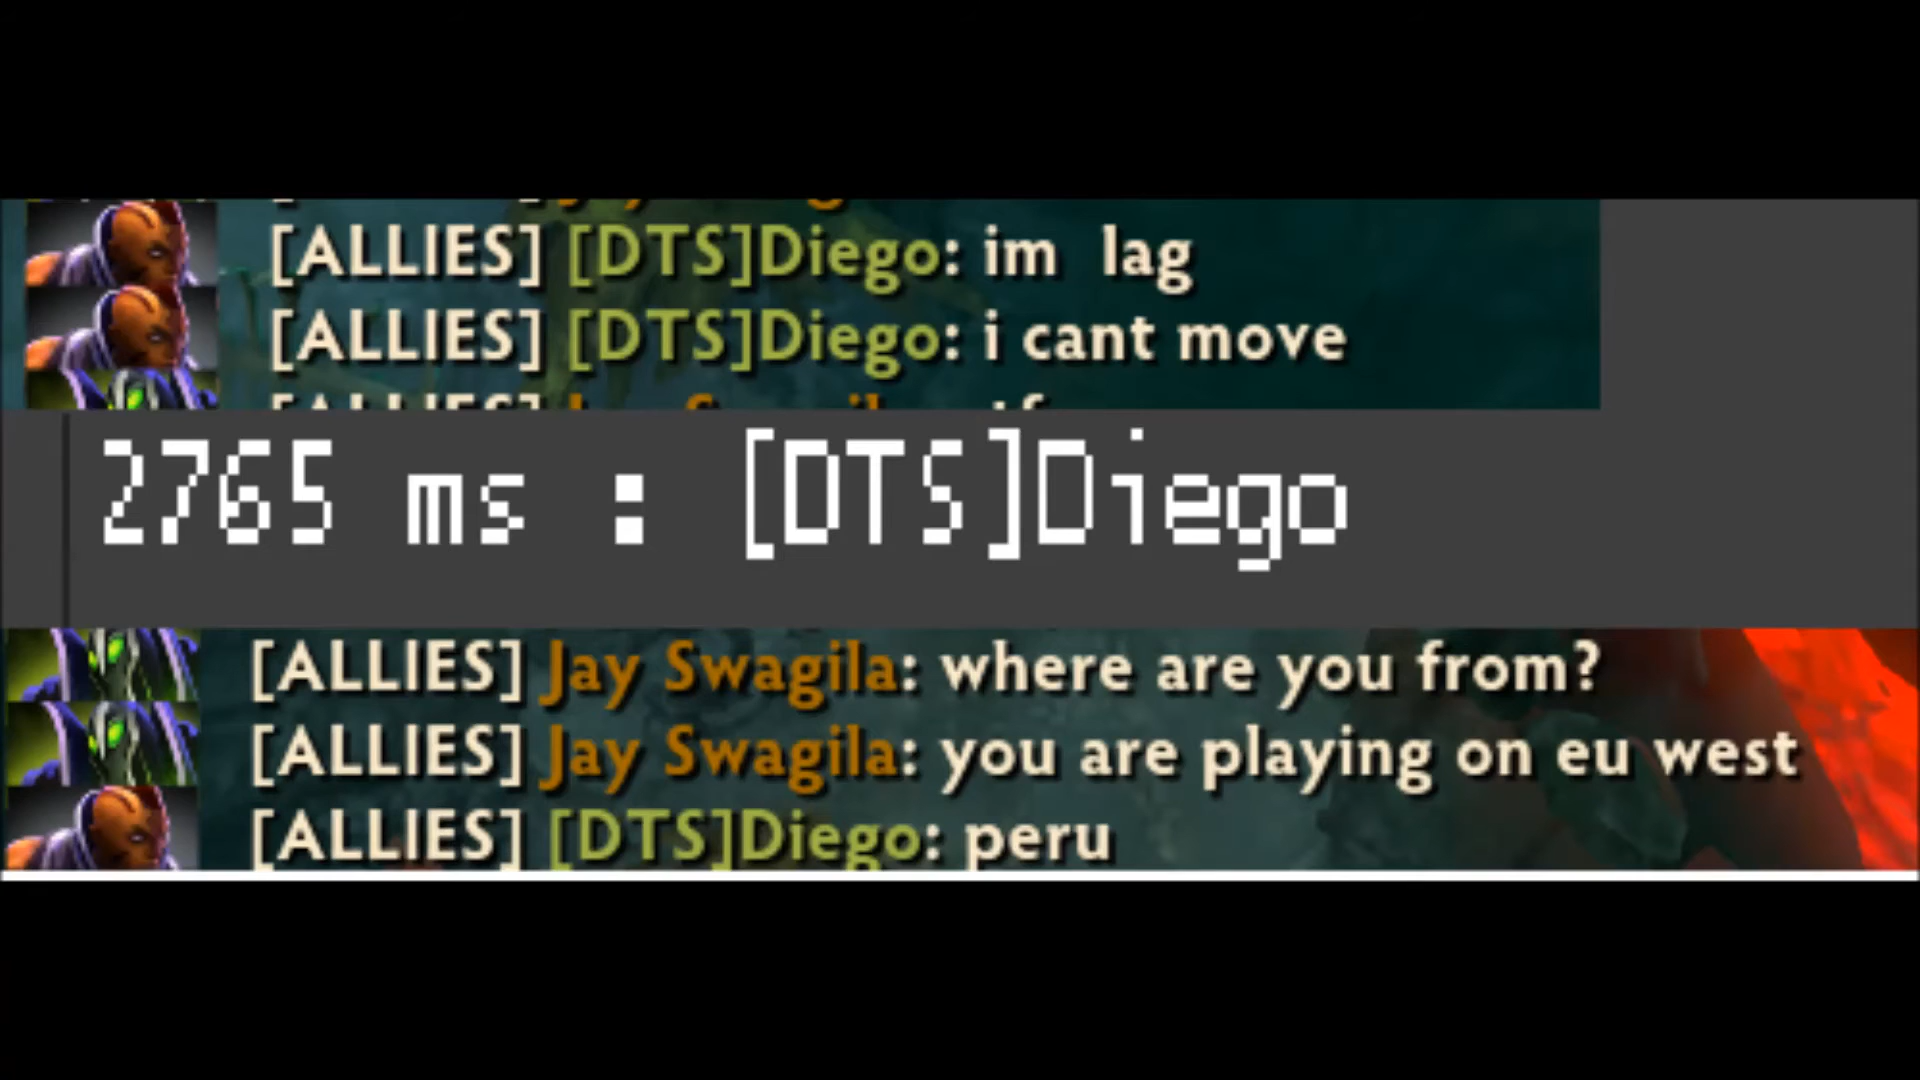 [ALLIES] [DTS]Diego: im  lag
[ALLIES] [DTS]Diego: i cant move
2765 ms : [DTS]Diego
[ALLIES] Jay Swagila: where are you from?
[ALLIES] Jay Swagila: you are playing on eu west
[ALLIES] [DTS]Diego: peru